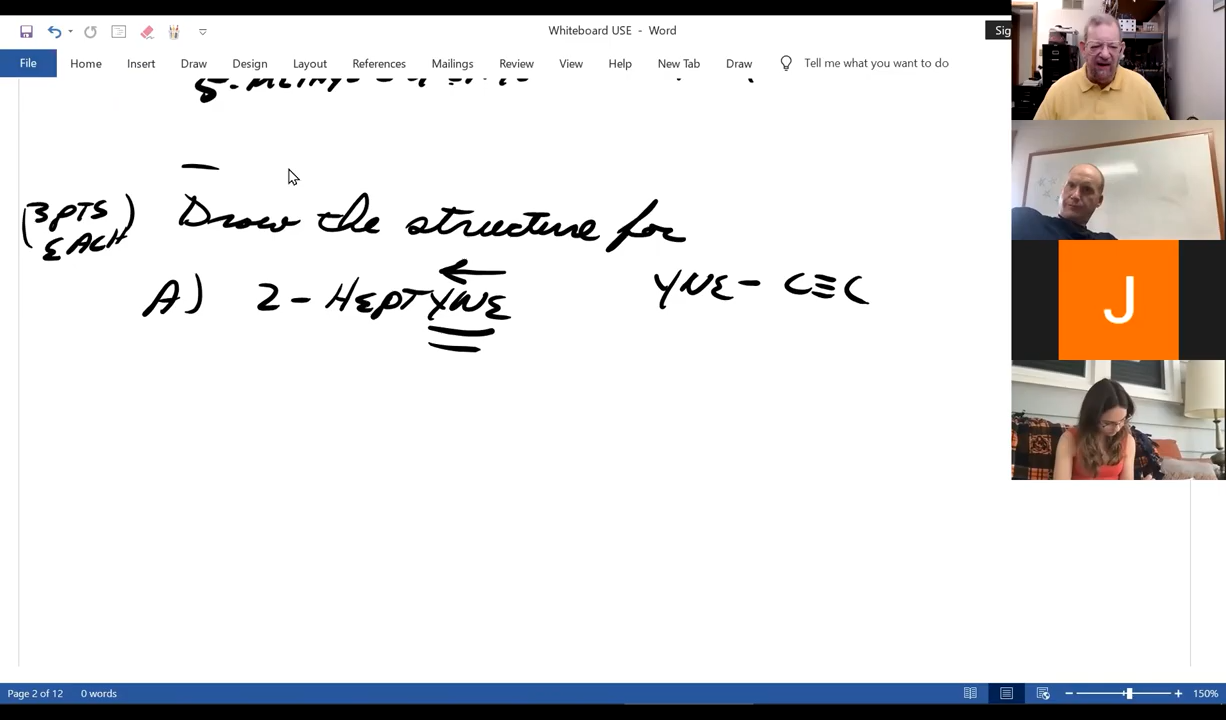 Whiteboard USE - Word
File Home Insert Draw Design Layout References Mailings Review View Help New Tab Draw Tell me what you want to do
(3 PTS EACH) Draw the structure for
A) 2 - HEPTYNE YNE - C≡C
J
Page 2 of 12 0 words 150%